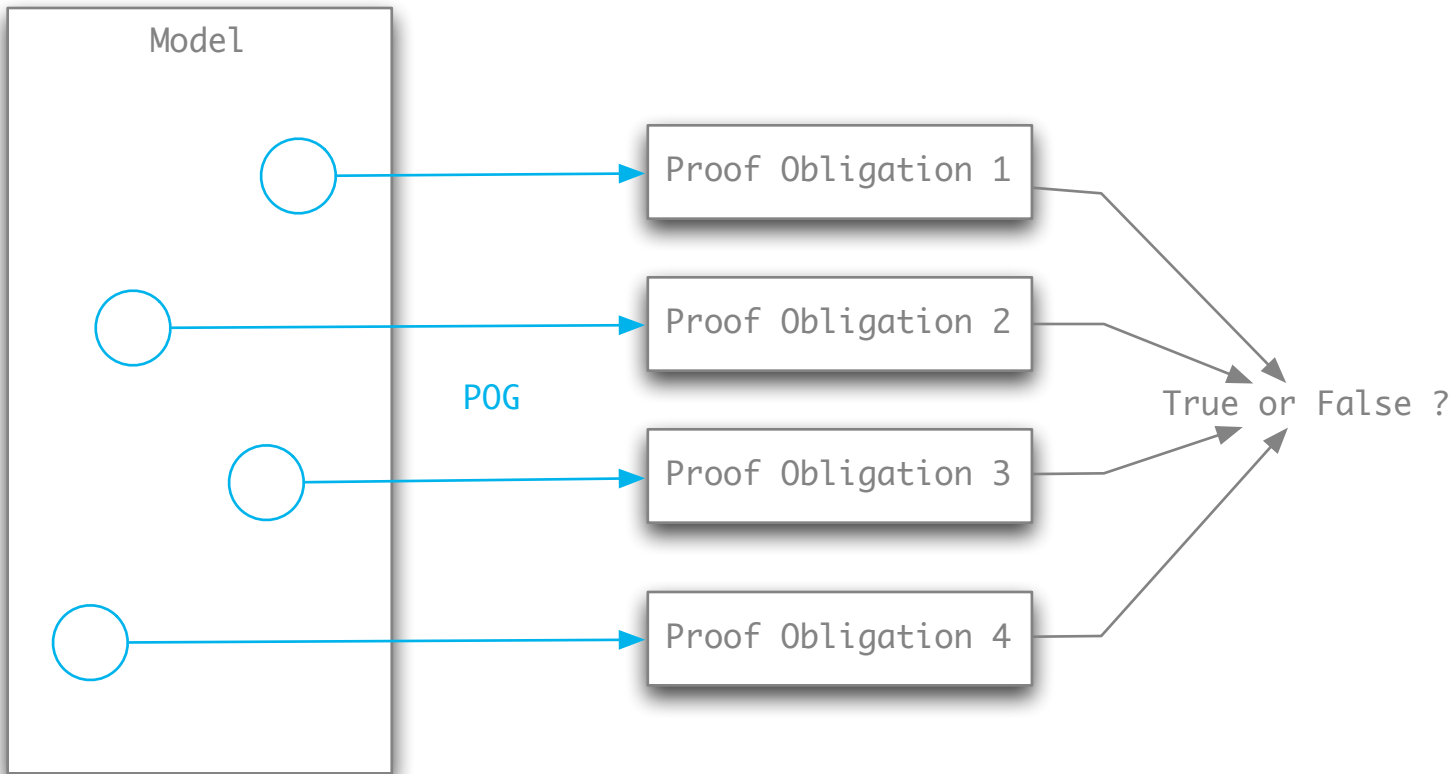 Model
Proof Obligation 1
Proof Obligation 2
POG
True or False ?
Proof Obligation 3
Proof Obligation 4